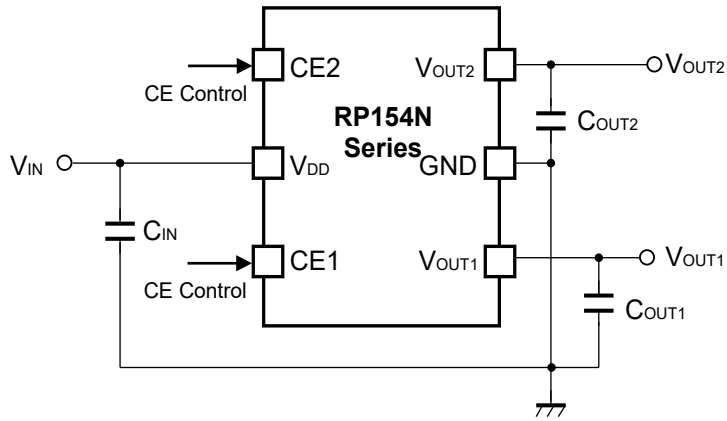 CE2
CE Control
VOUT2
VOUT2
COUT2
RP154N
Series
VIN
VDD
GND
CIN
CE1
CE Control
VOUT1
VOUT1
COUT1